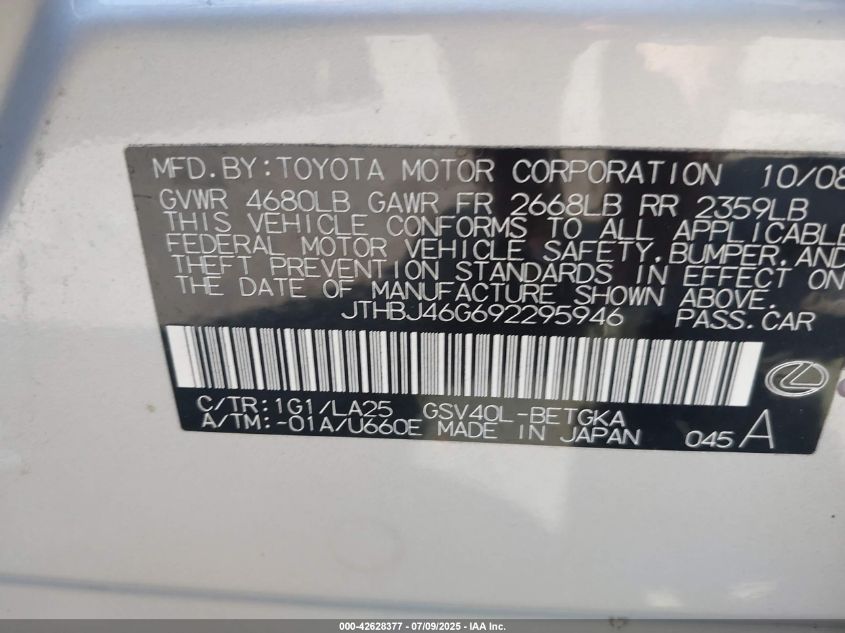 MFD.BY:TOYOTA MOTOR CORPORATION 10/08
GVWR 4680LB GAWR FR 2668LB RR 2359LB
THIS VEHICLE CONFORMS TO ALL APPLICABLE
FEDERAL MOTOR VEHICLE SAFETY,BUMPER,AND
THEFT PREVENTION STANDARDS IN EFFECT ON
THE DATE OF MANUFACTURE SHOWN ABOVE.
JTHBJ46G692295946 PASS.CAR
C/TR:1G1/LA25 GSV40L-BETGKA
A/TM:-01A/U660E MADE IN JAPAN 045 A
000-42628377 / 07/09/2025 - IAA Inc.